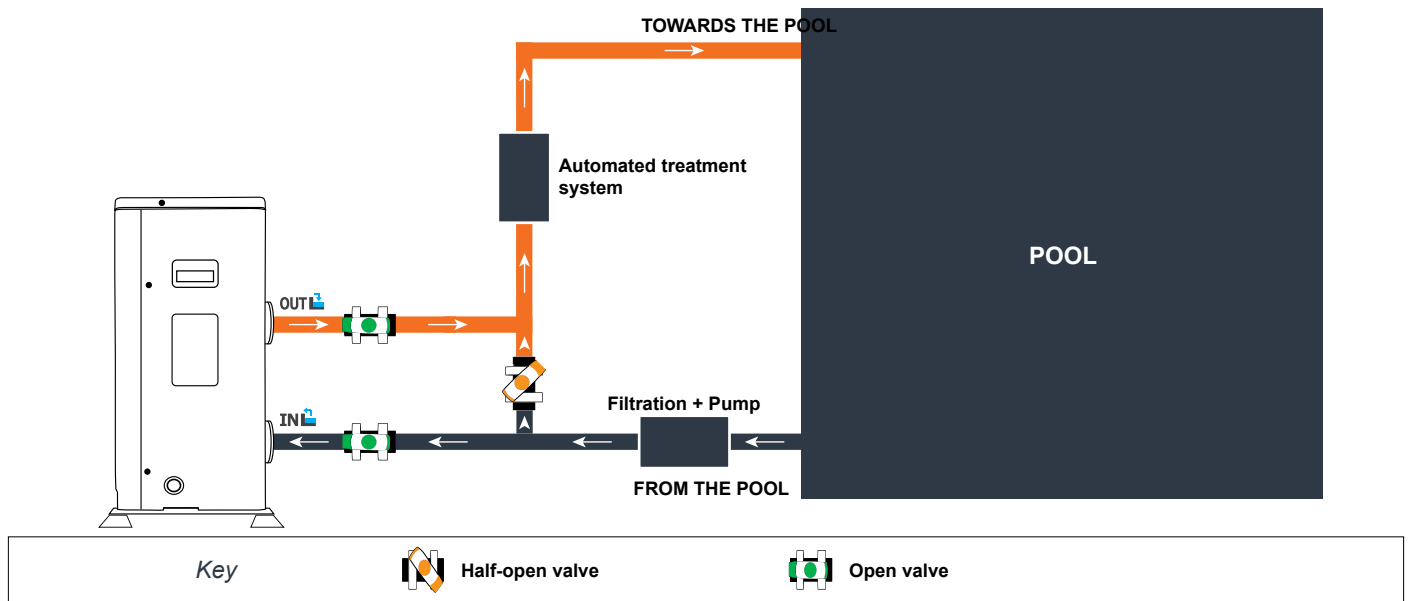 TOWARDS THE POOL
Automated treatment
system
POOL
OUT
IN
Filtration + Pump
FROM THE POOL
Key
Half-open valve
Open valve